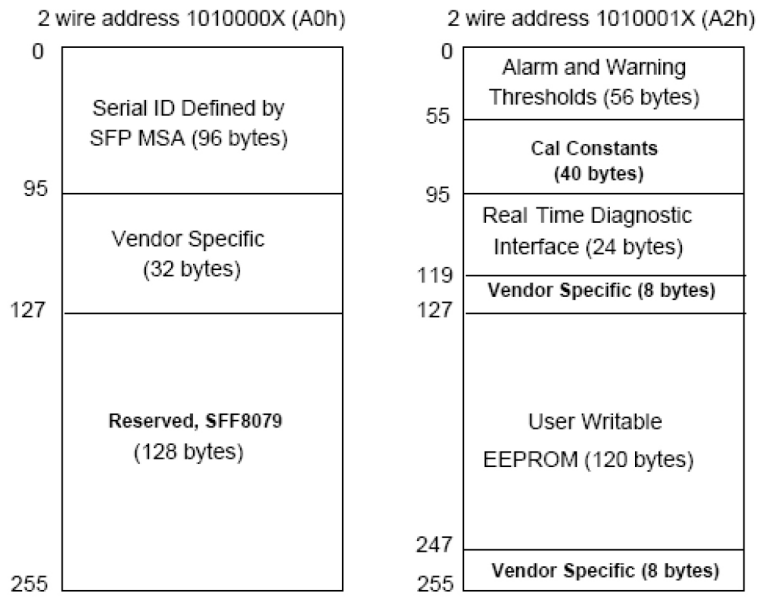 2 wire address 1010000X (A0h)
0
Serial ID Defined by
SFP MSA (96 bytes)
95
Vendor Specific
(32 bytes)
127
Reserved, SFF8079
(128 bytes)
255
2 wire address 1010001X (A2h)
0
Alarm and Warning
Thresholds (56 bytes)
55
Cal Constants
(40 bytes)
95
Real Time Diagnostic
Interface (24 bytes)
119
Vendor Specific (8 bytes)
127
User Writable
EEPROM (120 bytes)
247
Vendor Specific (8 bytes)
255